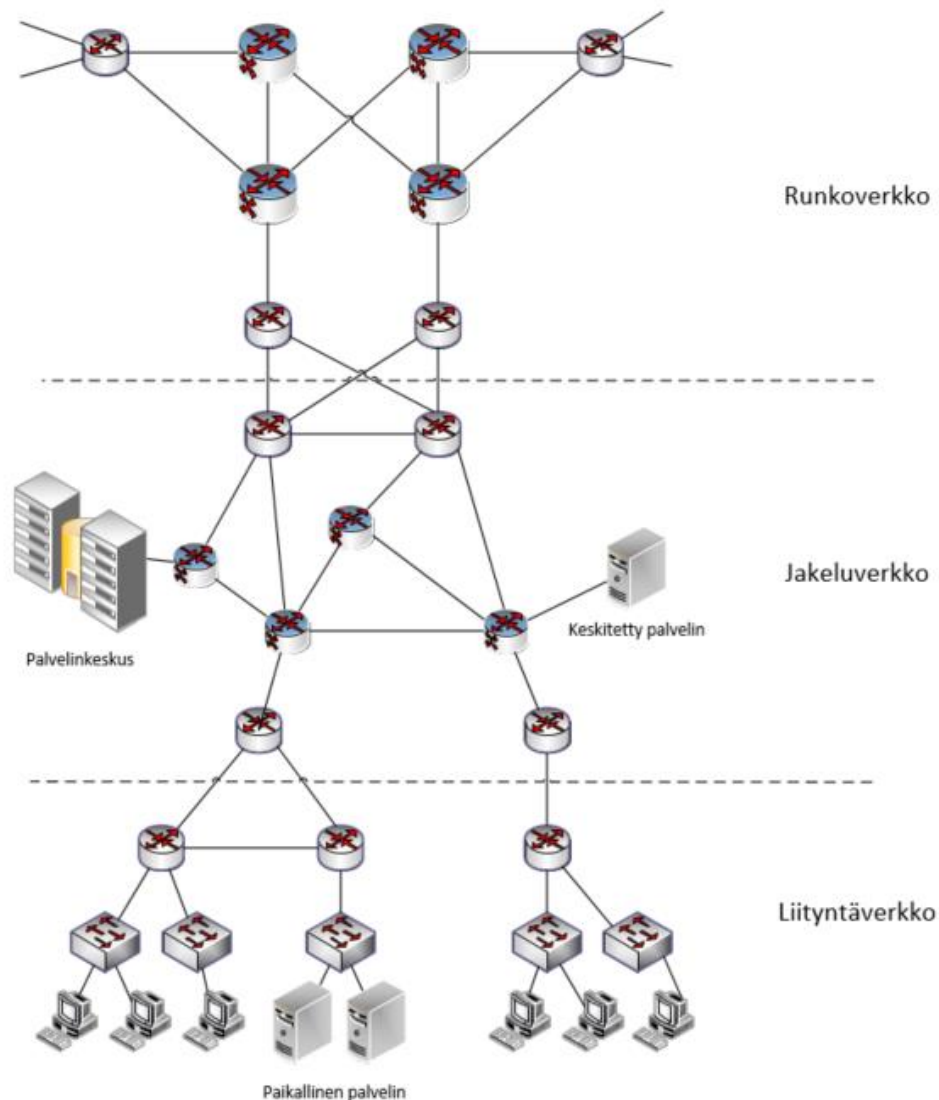 Runkoverkko
Jakeluverkko
Keskitetty palvelin
Palvelinkeskus
Liityntäverkko
Paikallinen palvelin